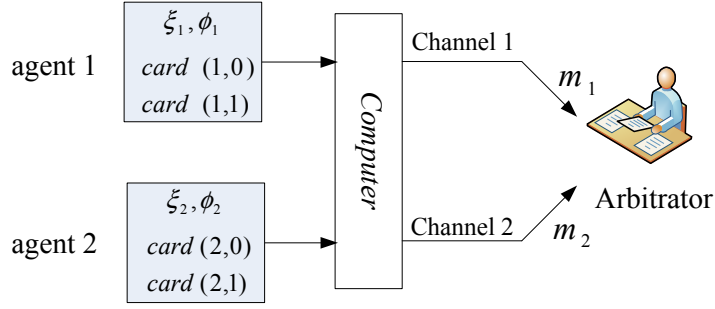 ξ₁, ϕ₁
agent 1
card (1,0)
card (1,1)
Computer
Channel 1
m₁
Arbitrator
ξ₂, ϕ₂
agent 2
card (2,0)
card (2,1)
Channel 2
m₂